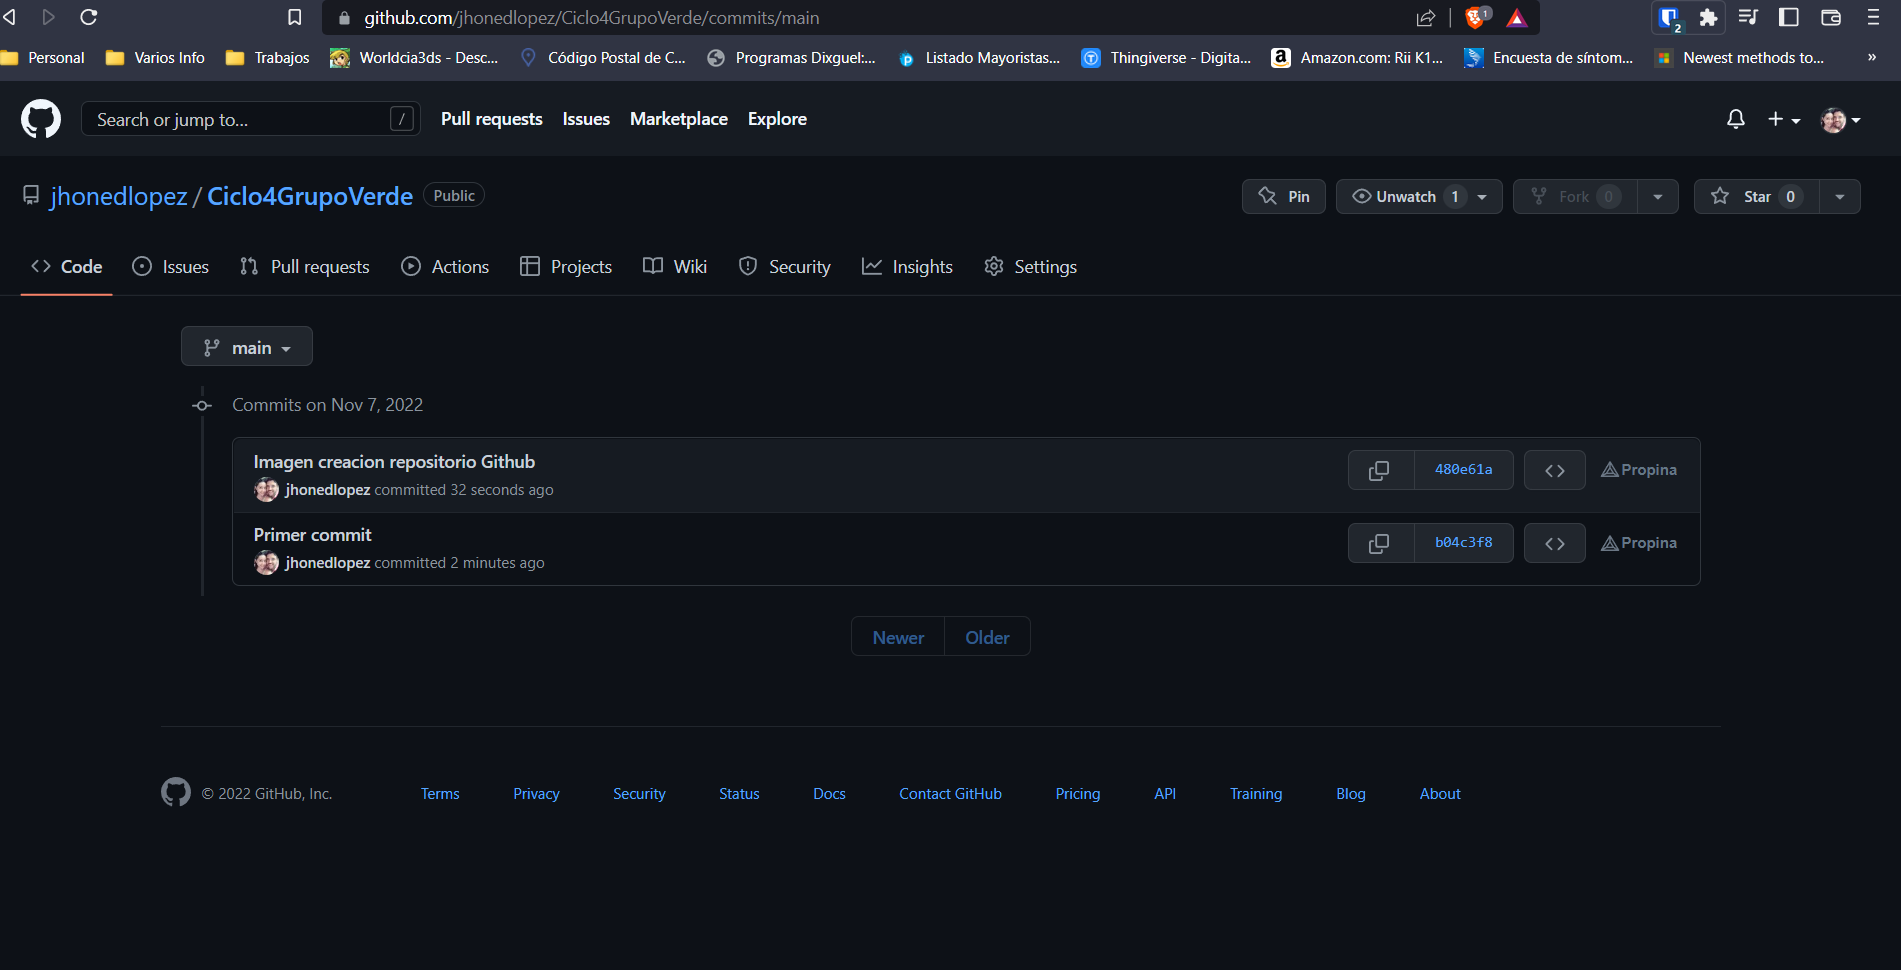 github.com/jhonedlopez/Ciclo4GrupoVerde/commits/main
1
2
Personal Varios Info Trabajos Worldcia3ds - Desc... Código Postal de C... Programas Dixguel:... Listado Mayoristas... Thingiverse - Digita... Amazon.com: Rii K1... Encuesta de síntom... Newest methods to... »
Search or jump to... / Pull requests Issues Marketplace Explore
jhonedlopez / Ciclo4GrupoVerde Public Pin Unwatch 1 Fork 0 Star 0
Code Issues Pull requests Actions Projects Wiki Security Insights Settings
main
Commits on Nov 7, 2022
Imagen creacion repositorio Github
jhonedlopez committed 32 seconds ago
480e61a Propina
Primer commit
jhonedlopez committed 2 minutes ago
b04c3f8 Propina
Newer Older
© 2022 GitHub, Inc. Terms Privacy Security Status Docs Contact GitHub Pricing API Training Blog About